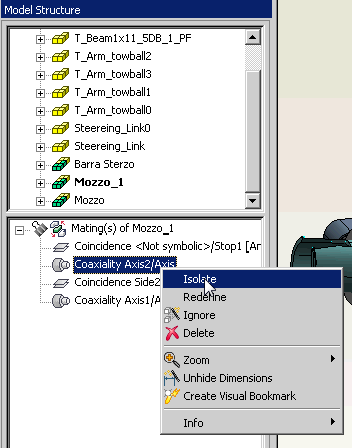 Model Structure
T_Beam1x11_5DB_1_PF
T_Arm_towball2
T_Arm_towball3
T_Arm_towball1
T_Arm_towball0
Steereing_Link0
Steereing_Link
Barra Sterzo
Mozzo_1
Mozzo
Mating(s) of Mozzo_1
Coincidence <Not symbolic>/Stop1 [Ar
Coaxiality Axis2/Axis
Coincidence Side2
Coaxiality Axis1/A
Isolate
Redefine
Ignore
Delete
Zoom
Unhide Dimensions
Create Visual Bookmark
Info